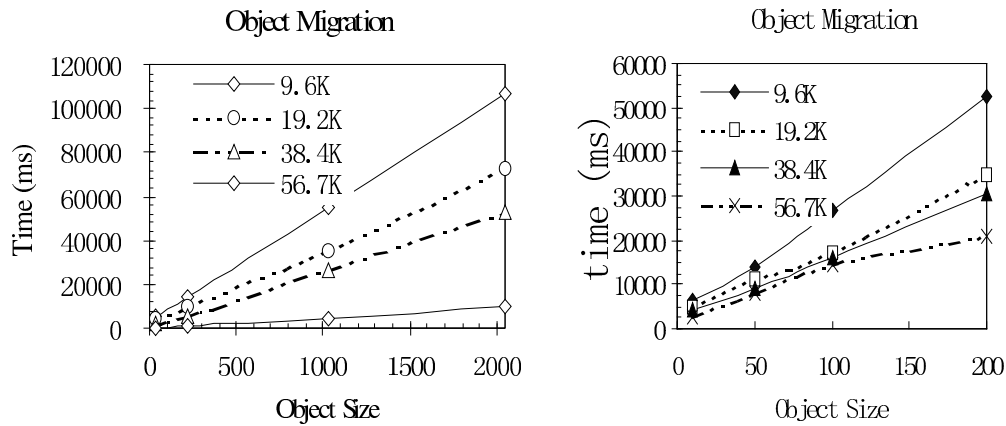 Object Migration
120000
100000
80000
60000
40000
20000
0
Time (ms)
9.6K
19.2K
38.4K
56.7K
0 500 1000 1500 2000
Object Size
Object Migration
60000
50000
40000
30000
20000
10000
0
time (ms)
9.6K
19.2K
38.4K
56.7K
0 50 100 150 200
Object Size